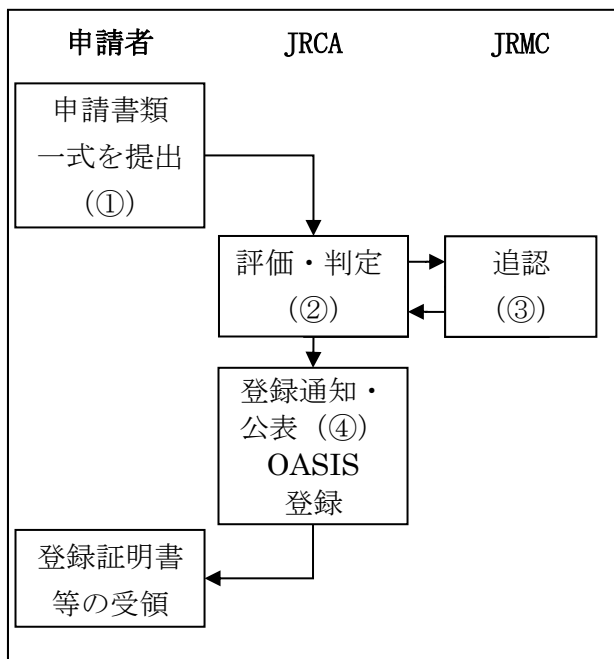 申請者 JRCA JRMC
申請書類
一式を提出
(①)
評価・判定
(②)
追認
(③)
登録通知・
公表 (④)
OASIS
登録
登録証明書
等の受領